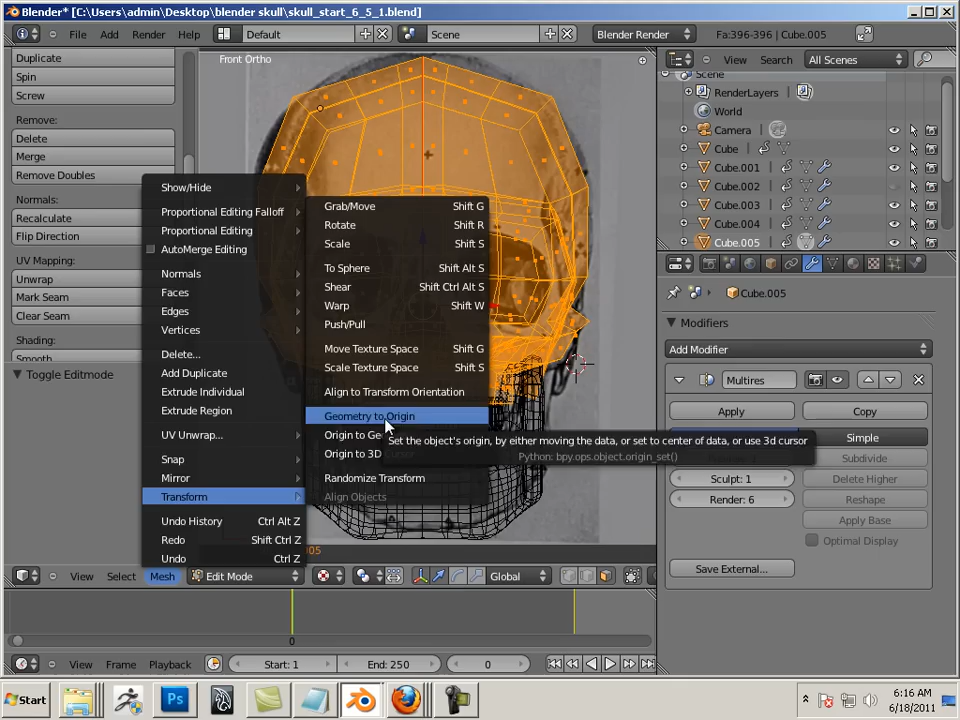 Blender* [C:\Users\admin\Desktop\blender skull\skull_start_6_5_1.blend]
File Add Render Help Default Scene Blender Render Fa:396-396 | Cube.005
Duplicate
Spin
Screw
Remove:
Delete
Merge
Remove Doubles
Normals:
Recalculate
Flip Direction
UV Mapping:
Unwrap
Mark Seam
Clear Seam
Shading:
Smooth
Toggle Editmode
Front Ortho
Show/Hide
Proportional Editing Falloff
Proportional Editing
AutoMerge Editing
Normals
Faces
Edges
Vertices
Delete...
Add Duplicate
Extrude Individual
Extrude Region
UV Unwrap...
Snap
Mirror
Transform
Undo History Ctrl Alt Z
Redo Shift Ctrl Z
Undo Ctrl Z
Grab/Move Shift G
Rotate Shift R
Scale Shift S
To Sphere Shift Alt S
Shear Shift Ctrl Alt S
Warp Shift W
Push/Pull
Move Texture Space Shift G
Scale Texture Space Shift S
Align to Transform Orientation
Geometry to Origin
Origin to Ge
Origin to 3D Cursor
Randomize Transform
Align Objects
Set the object's origin, by either moving the data, or set to center of data, or use 3d cursor
Python: bpy.ops.object.origin_set()
05
View Select Mesh Edit Mode Global
0
View Frame Playback Start: 1 End: 250 0
View Search All Scenes
Scene
RenderLayers
World
Camera
Cube
Cube.001
Cube.002
Cube.003
Cube.004
Cube.005
Cube.005
Modifiers
Add Modifier
Multires
Apply Copy
Simple
Subdivide
Sculpt: 1 Delete Higher
Render: 6 Reshape
Apply Base
Optimal Display
Save External...
Start Ps 6:16 AM
6/18/2011